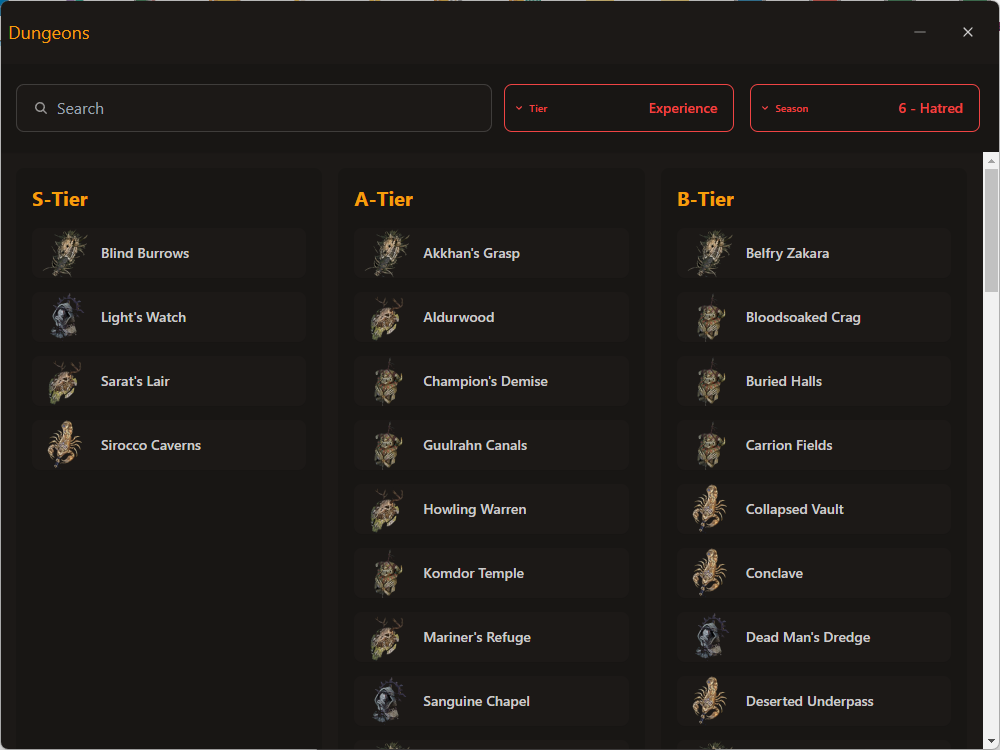 Dungeons
Search
Tier
Experience
Season
6 - Hatred
S-Tier
Blind Burrows
Light's Watch
Sarat's Lair
Sirocco Caverns
A-Tier
Akkhan's Grasp
Aldurwood
Champion's Demise
Guulrahn Canals
Howling Warren
Komdor Temple
Mariner's Refuge
Sanguine Chapel
B-Tier
Belfry Zakara
Bloodsoaked Crag
Buried Halls
Carrion Fields
Collapsed Vault
Conclave
Dead Man's Dredge
Deserted Underpass